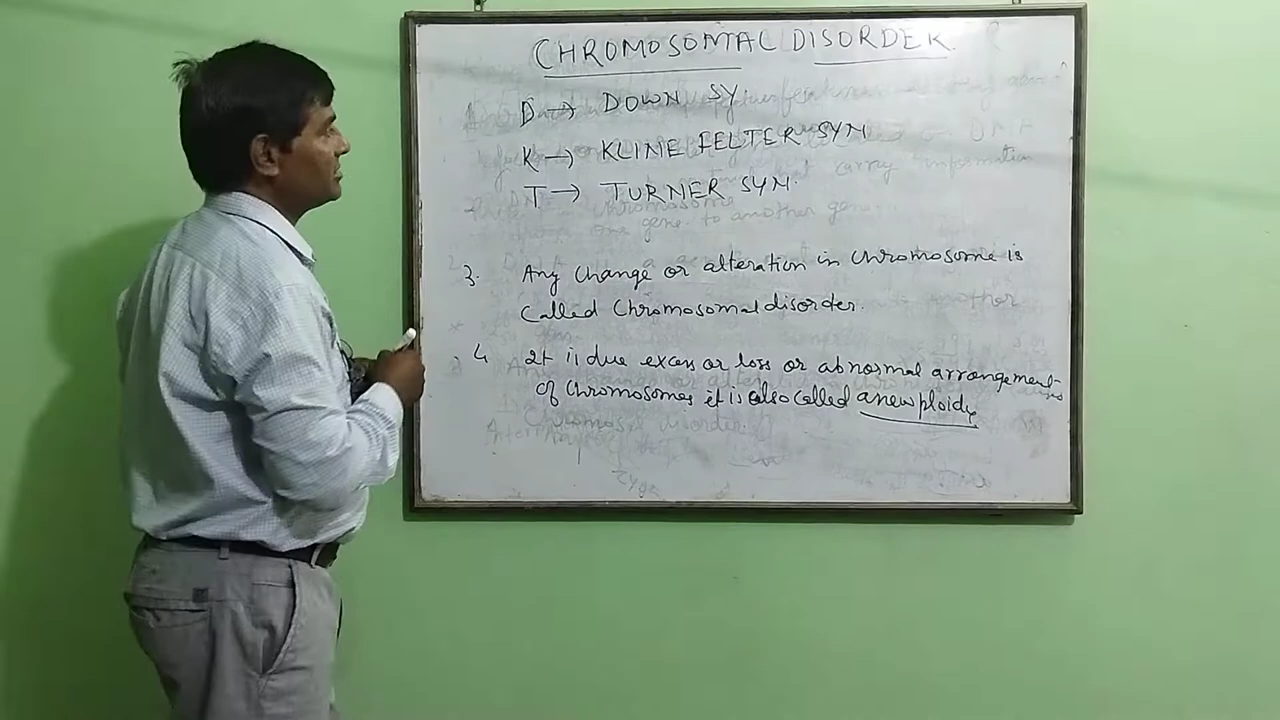 CHROMOSOMAL DISORDER.
D → DOWN SY.
K → KLINE FELTER SYN
T → TURNER SYN.
3. Any change or alteration in chromosome is
called chromosomal disorder.
4 It is due excess or loss or abnormal arrangement
of chromosomes it is also called aneuploidy